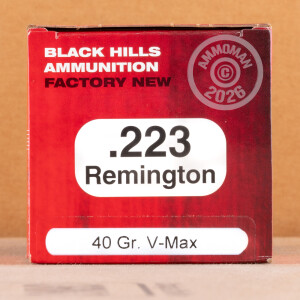 BLACK HILLS
AMMUNITION
FACTORY NEW
AMMOMAN
©
2026
.223
Remington
40 Gr. V-Max